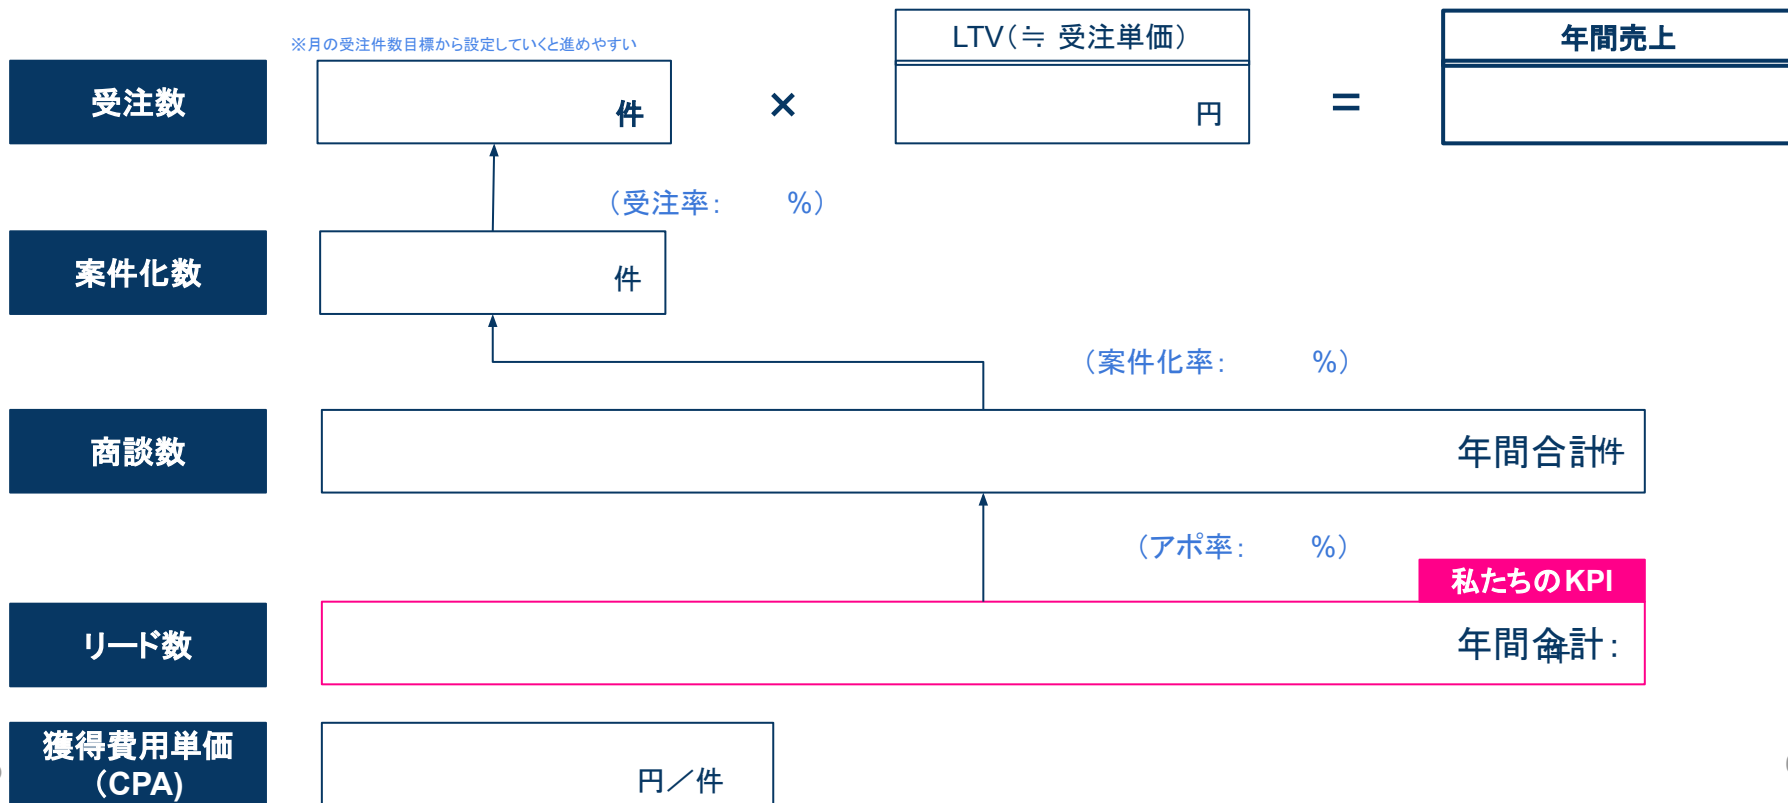 ※月の受注件数目標から設定していくと進めやすい
LTV(≒ 受注単価)
年間売上
受注数
件
×
円
=
(受注率: %)
案件化数
件
(案件化率: %)
商談数
年間合計件
(アポ率: %)
私たちのKPI
リード数
年間合計:
件
獲得費用単価
(CPA)
円／件